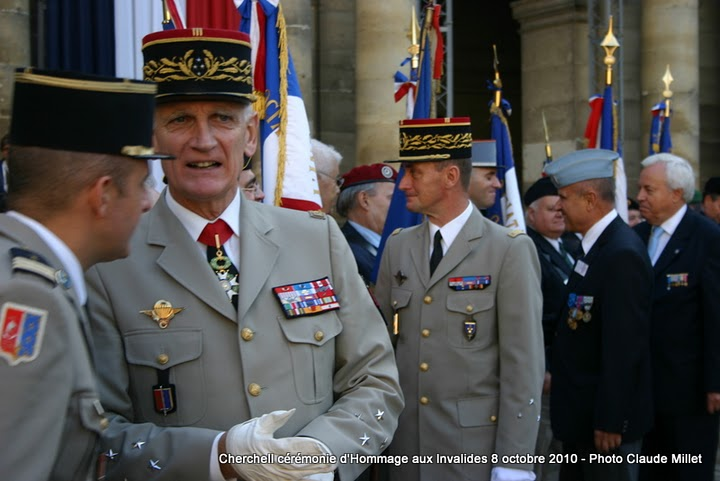 Cherchell cérémonie d'Hommage aux Invalides 8 octobre 2010 - Photo Claude Millet